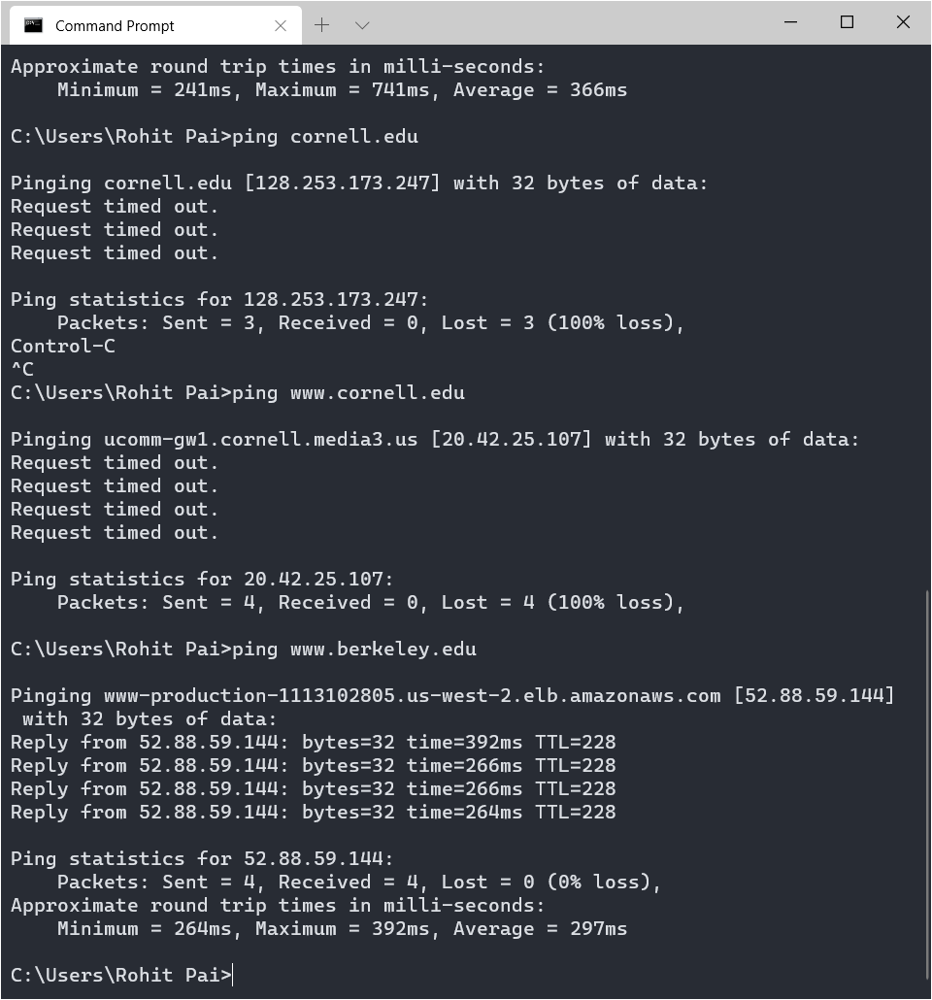 Command Prompt
Approximate round trip times in milli-seconds:
    Minimum = 241ms, Maximum = 741ms, Average = 366ms

C:\Users\Rohit Pai>ping cornell.edu

Pinging cornell.edu [128.253.173.247] with 32 bytes of data:
Request timed out.
Request timed out.
Request timed out.

Ping statistics for 128.253.173.247:
    Packets: Sent = 3, Received = 0, Lost = 3 (100% loss),
Control-C
^C
C:\Users\Rohit Pai>ping www.cornell.edu

Pinging ucomm-gw1.cornell.media3.us [20.42.25.107] with 32 bytes of data:
Request timed out.
Request timed out.
Request timed out.
Request timed out.

Ping statistics for 20.42.25.107:
    Packets: Sent = 4, Received = 0, Lost = 4 (100% loss),

C:\Users\Rohit Pai>ping www.berkeley.edu

Pinging www-production-1113102805.us-west-2.elb.amazonaws.com [52.88.59.144]
 with 32 bytes of data:
Reply from 52.88.59.144: bytes=32 time=392ms TTL=228
Reply from 52.88.59.144: bytes=32 time=266ms TTL=228
Reply from 52.88.59.144: bytes=32 time=266ms TTL=228
Reply from 52.88.59.144: bytes=32 time=264ms TTL=228

Ping statistics for 52.88.59.144:
    Packets: Sent = 4, Received = 4, Lost = 0 (0% loss),
Approximate round trip times in milli-seconds:
    Minimum = 264ms, Maximum = 392ms, Average = 297ms

C:\Users\Rohit Pai>